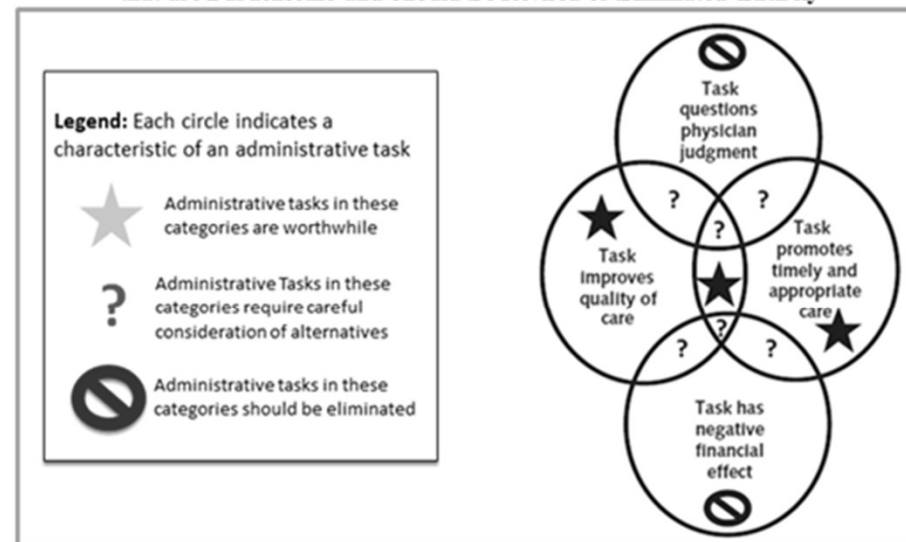 Legend: Each circle indicates a
characteristic of an administrative task
Administrative tasks in these
categories are worthwhile
?
Administrative Tasks in these
categories require careful
consideration of alternatives
Administrative tasks in these
categories should be eliminated
Task
questions
physician
judgment
?
?
?
Task
improves
quality of
care
Task
promotes
timely and
appropriate
care
?
?
?
Task has
negative
financial
effect